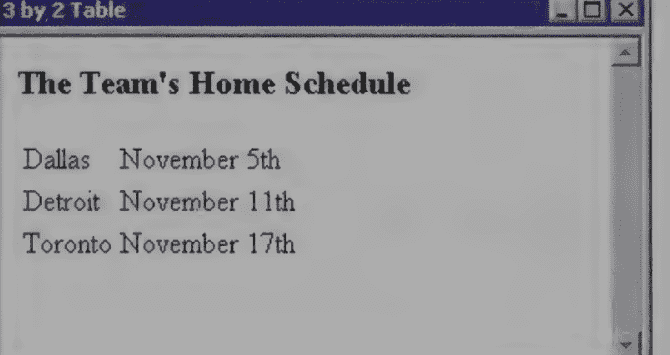 3 by 2 Table
The Team's Home Schedule
Dallas November 5th
Detroit November 11th
Toronto November 17th